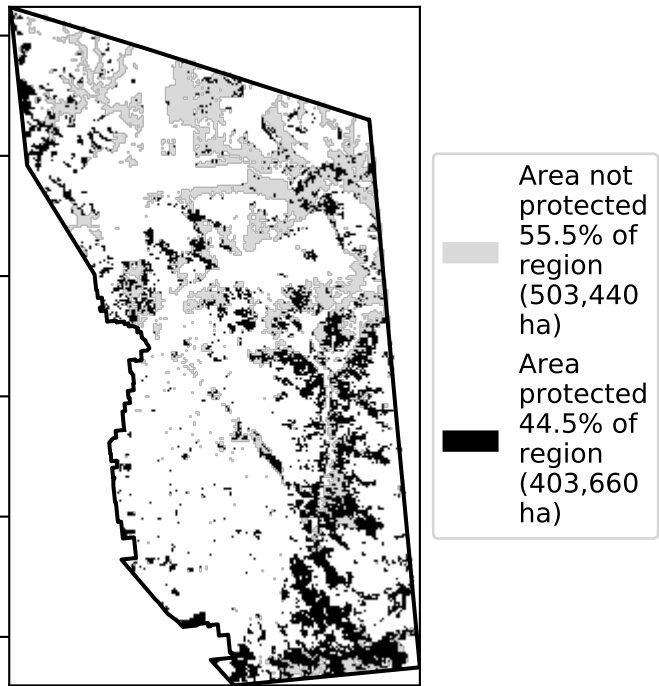 Area not
protected
55.5% of
region
(503,440
ha)
Area
protected
44.5% of
region
(403,660
ha)